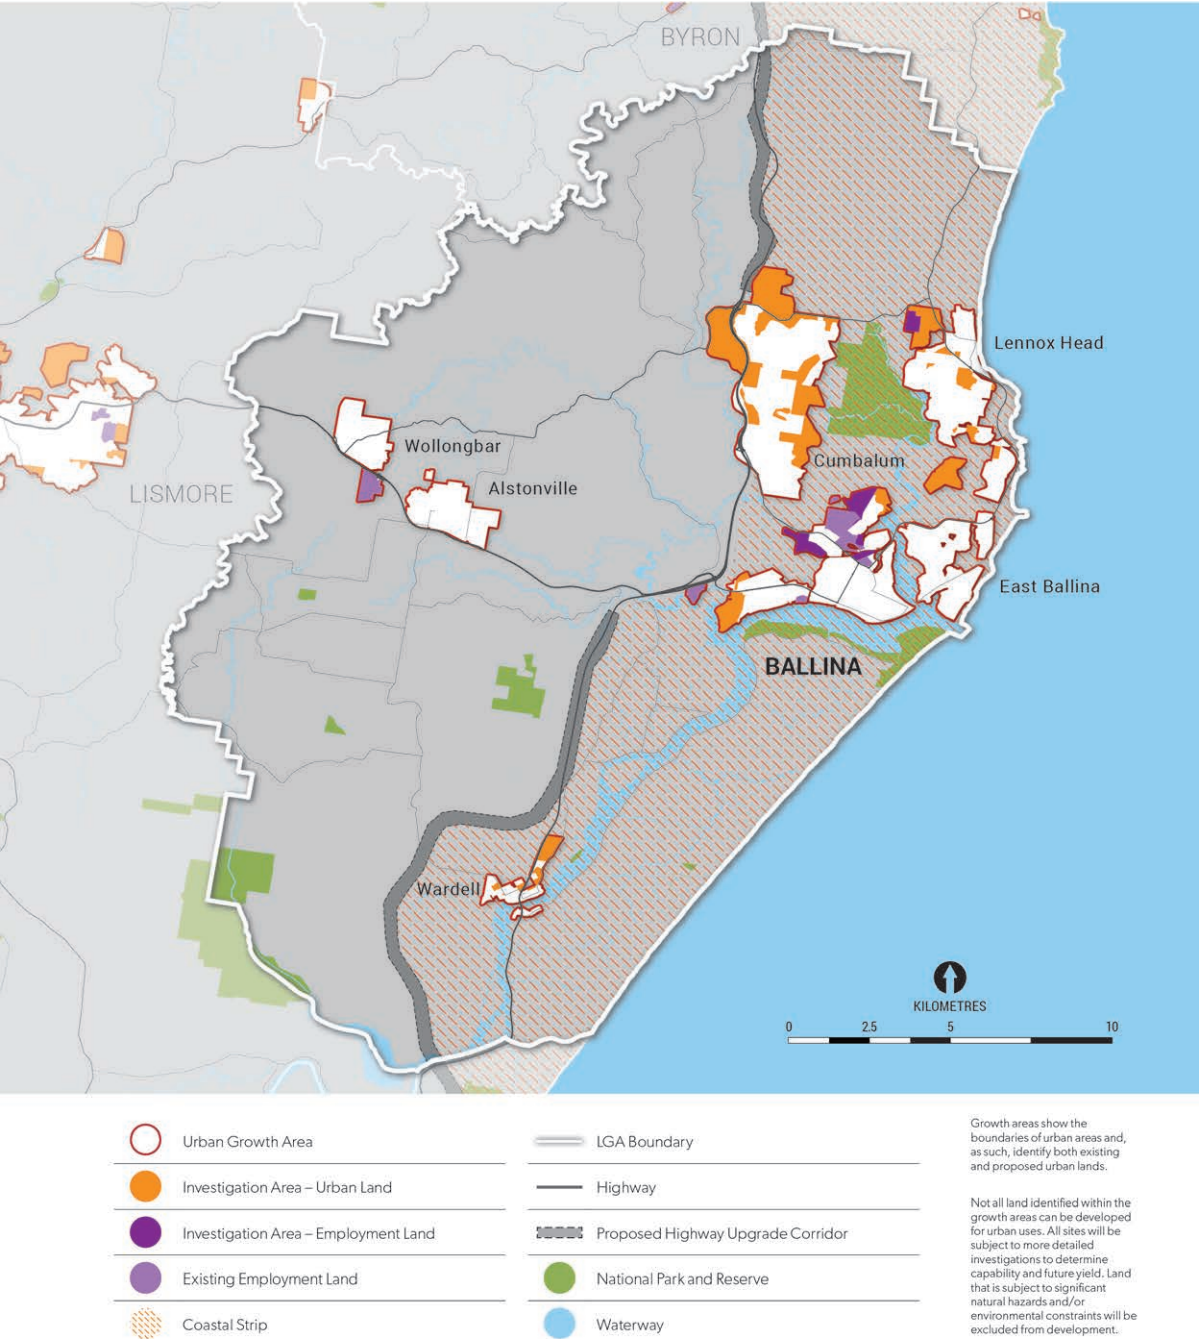 BYRON
Lennox Head
Wollongbar
Cumbalum
Alstonville
LISMORE
East Ballina
BALLINA
Wardell
KILOMETRES
0 2.5 5 10
Urban Growth Area
Investigation Area – Urban Land
Investigation Area – Employment Land
Existing Employment Land
Coastal Strip
LGA Boundary
Highway
Proposed Highway Upgrade Corridor
National Park and Reserve
Waterway
Growth areas show the
boundaries of urban areas and,
as such, identify both existing
and proposed urban lands.
Not all land identified within the
growth areas can be developed
for urban uses. All sites will be
subject to more detailed
investigations to determine
capability and future yield. Land
that is subject to significant
natural hazards and/or
environmental constraints will be
excluded from development.